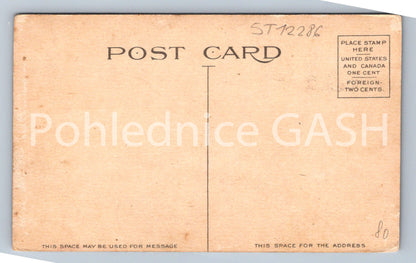 ST12286
POST CARD
PLACE STAMP
HERE
UNITED STATES
AND CANADA
ONE CENT
FOREIGN-
TWO CENTS.
Pohlednice GASH
80
THIS SPACE MAY BE USED FOR MESSAGE
THIS SPACE IS FOR THE ADDRESS